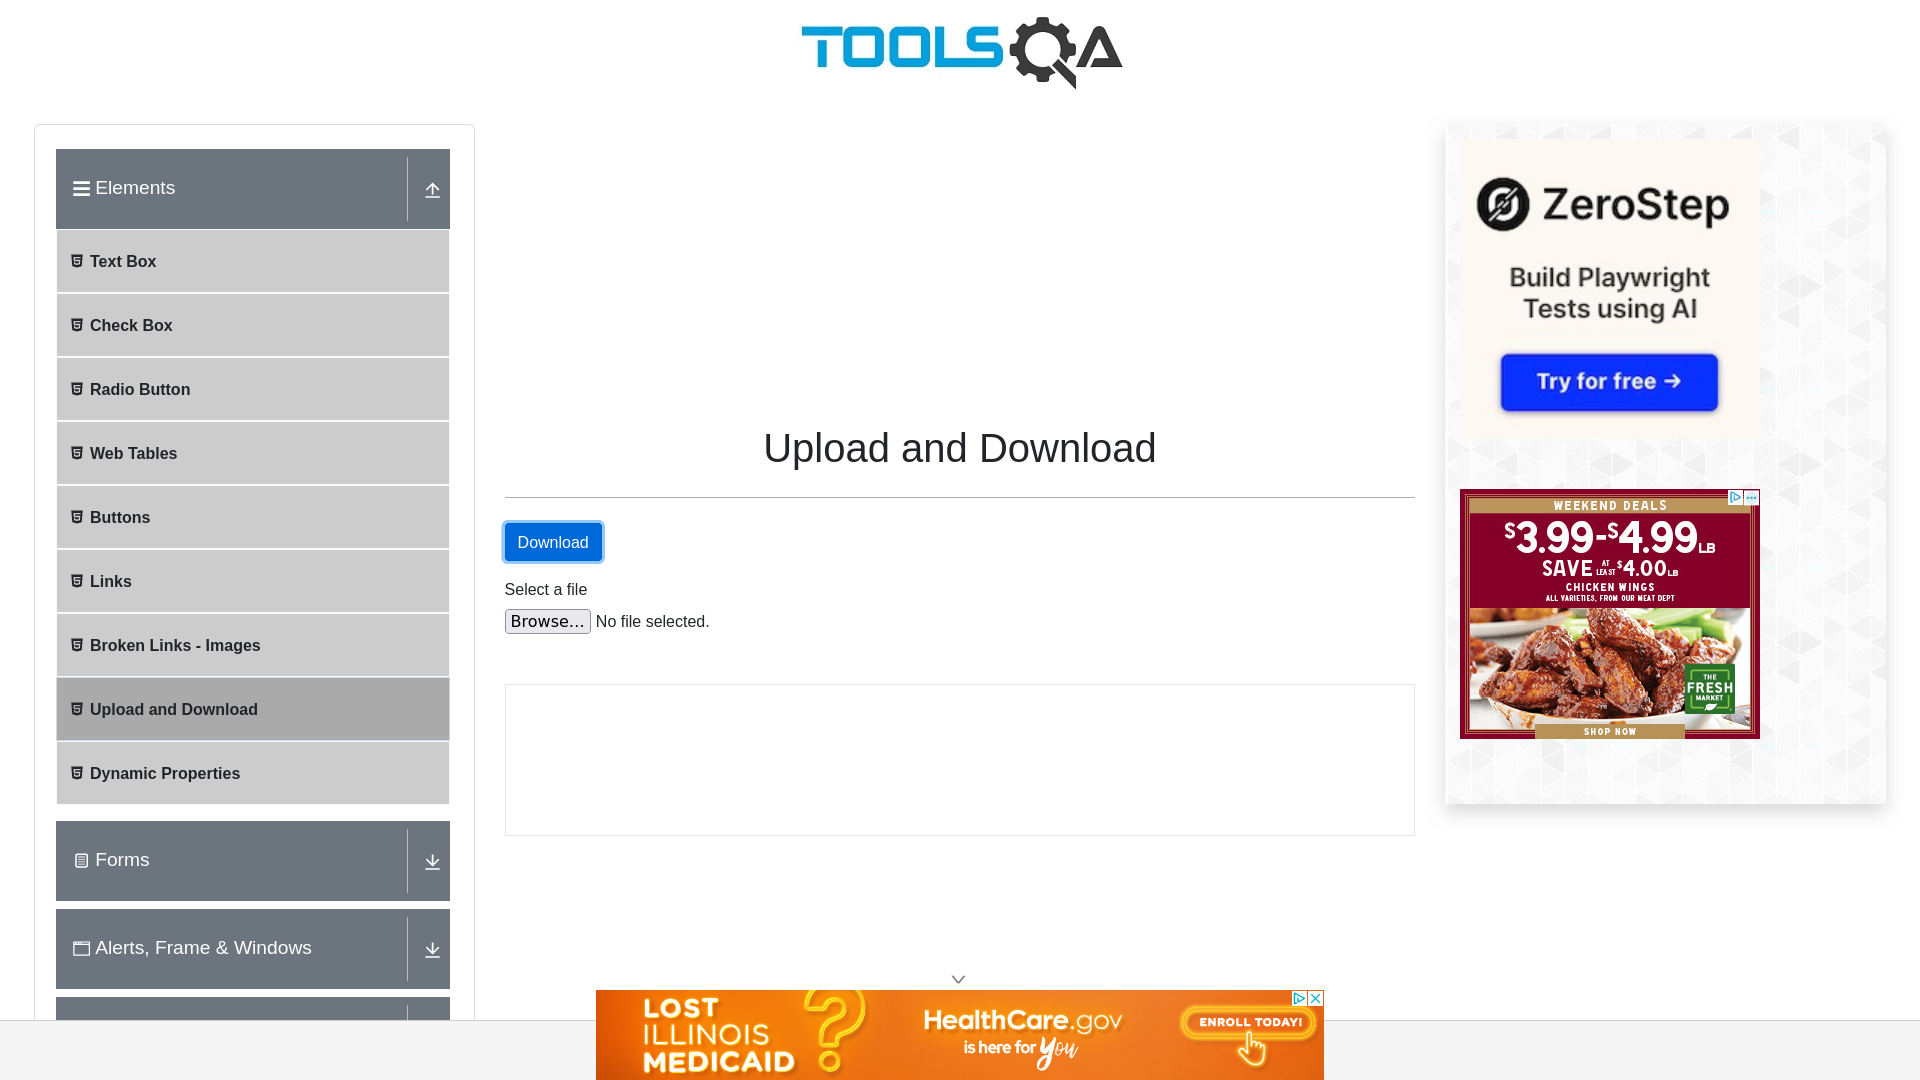 TOOLSQA
Elements
Text Box
Check Box
Radio Button
Web Tables
Buttons
Links
Broken Links - Images
Upload and Download
Dynamic Properties
Forms
Alerts, Frame & Windows
Upload and Download
Download
Select a file
Browse... No file selected.
ZeroStep
Build Playwright
Tests using AI
Try for free →
WEEKEND DEALS
$3.99-$4.99LB
SAVE AT LEAST $4.00LB
CHICKEN WINGS
ALL VARIETIES, FROM OUR MEAT DEPT
THE
FRESH
MARKET
SHOP NOW
LOST
ILLINOIS
MEDICAID
?
HealthCare.gov
is here for You
ENROLL TODAY!